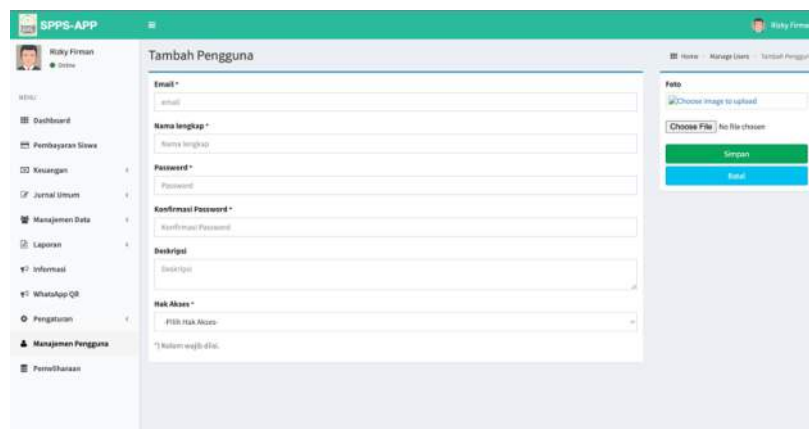 SPPS-APP
Rizky Firman
Rizky Firman
Online
MENU
Dashboard
Pembayaran Siswa
Keuangan
Jurnal Umum
Manajemen Data
Laporan
Informasi
WhatsApp QR
Pengaturan
Manajemen Pengguna
Pemeliharaan
Tambah Pengguna
Home
Manage Users
Tambah Pengguna
Email *
email
Nama lengkap *
Nama lengkap
Password *
Password
Konfirmasi Password *
Konfirmasi Password
Deskripsi
Deskripsi
Hak Akses *
-Pilih Hak Akses-
*) Kolom wajib diisi.
Foto
Choose image to upload
Choose File No file chosen
Simpan
Batal